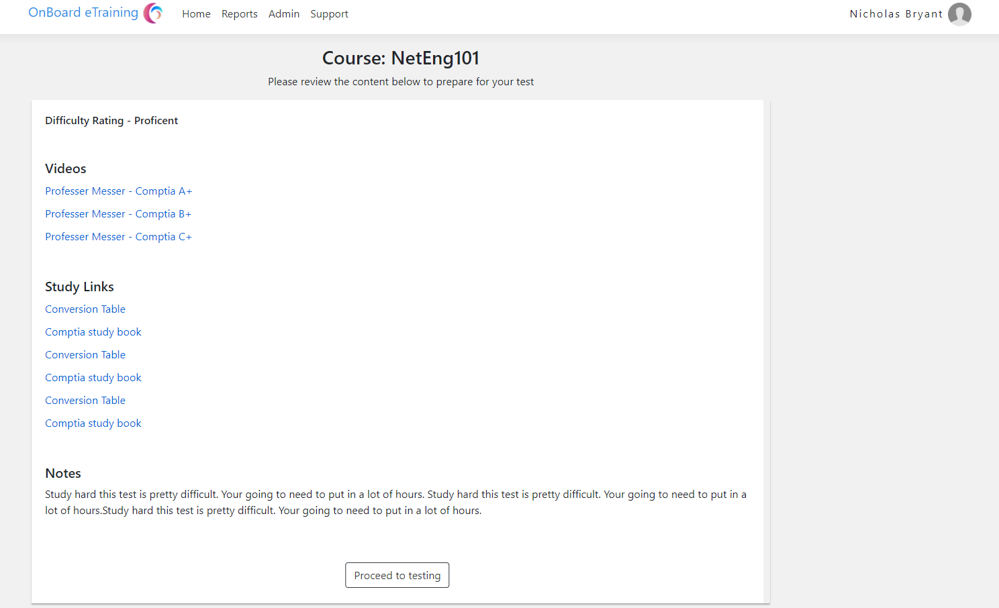 OnBoard eTraining Home Reports Admin Support Nicholas Bryant
Course: NetEng101
Please review the content below to prepare for your test
Difficulty Rating - Proficent
Videos
Professer Messer - Comptia A+
Professer Messer - Comptia B+
Professer Messer - Comptia C+
Study Links
Conversion Table
Comptia study book
Conversion Table
Comptia study book
Conversion Table
Comptia study book
Notes
Study hard this test is pretty difficult. Your going to need to put in a lot of hours. Study hard this test is pretty difficult. Your going to need to put in a
lot of hours.Study hard this test is pretty difficult. Your going to need to put in a lot of hours.
Proceed to testing